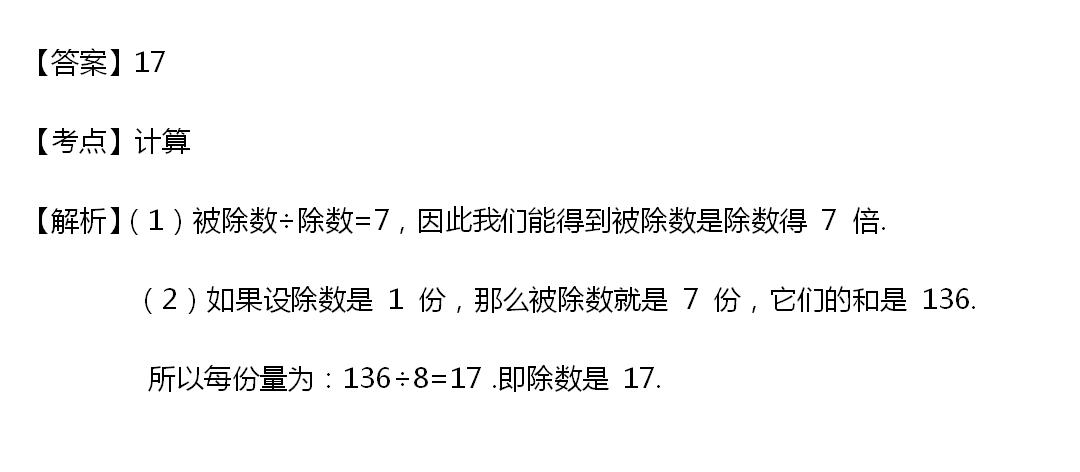 【答案】17
【考点】计算
【解析】（1）被除数÷除数=7，因此我们能得到被除数是除数得 7 倍.
（2）如果设除数是 1 份，那么被除数就是 7 份，它们的和是 136.
所以每份量为：136÷8=17 .即除数是 17.